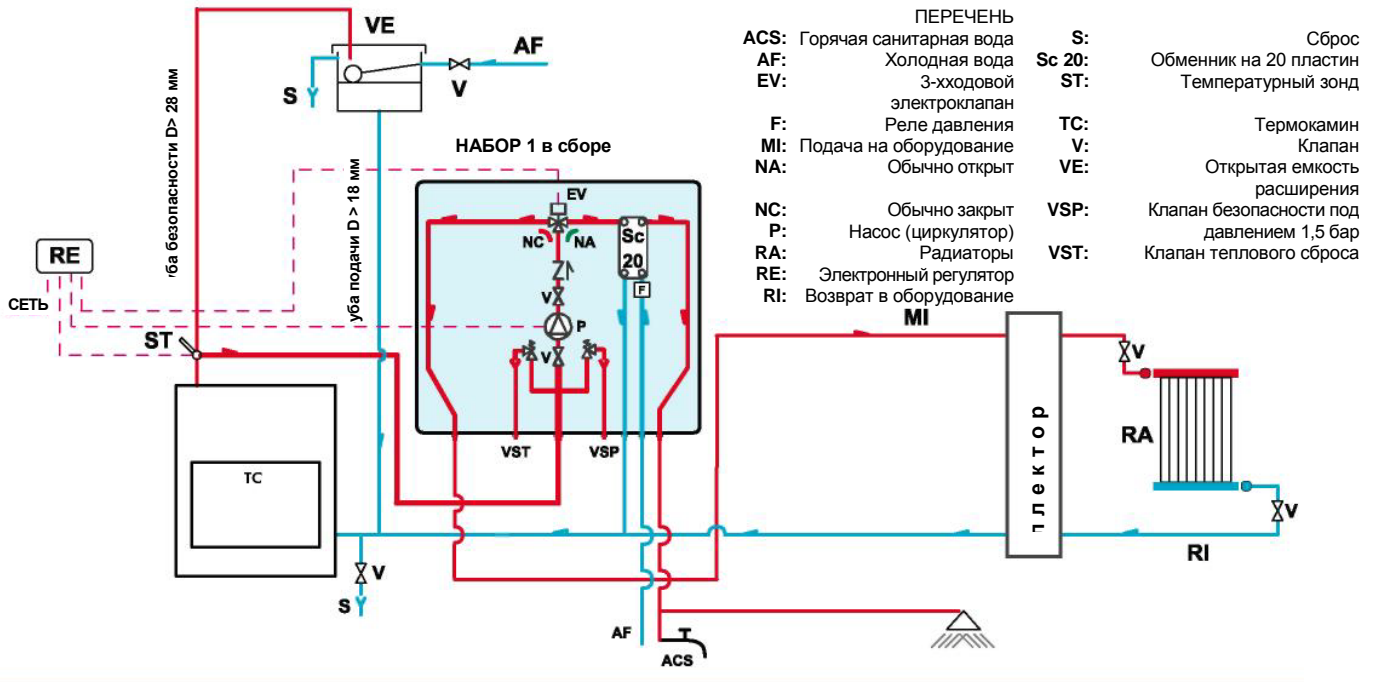 ПЕРЕЧЕНЬ
ACS: Горячая санитарная вода
AF: Холодная вода
EV: 3-хходовой
электроклапан
F: Реле давления
MI: Подача на оборудование
NA: Обычно открыт
NC: Обычно закрыт
P: Насос (циркулятор)
RA: Радиаторы
RE: Электронный регулятор
RI: Возврат в оборудование
S: Сброс
Sc 20: Обменник на 20 пластин
ST: Температурный зонд
TC: Термокамин
V: Клапан
VE: Открытая емкость
расширения
VSP: Клапан безопасности под
давлением 1,5 бар
VST: Клапан теплового сброса
VE
AF
V
S
уба безопасности D> 28 мм
уба подачи D > 18 мм
НАБОР 1 в сборе
EV
NC
NA
Sc
20
F
V
P
V
VST
VSP
RE
СЕТЬ
ST
TC
V
S
AF
ACS
MI
плектор
V
RA
V
RI